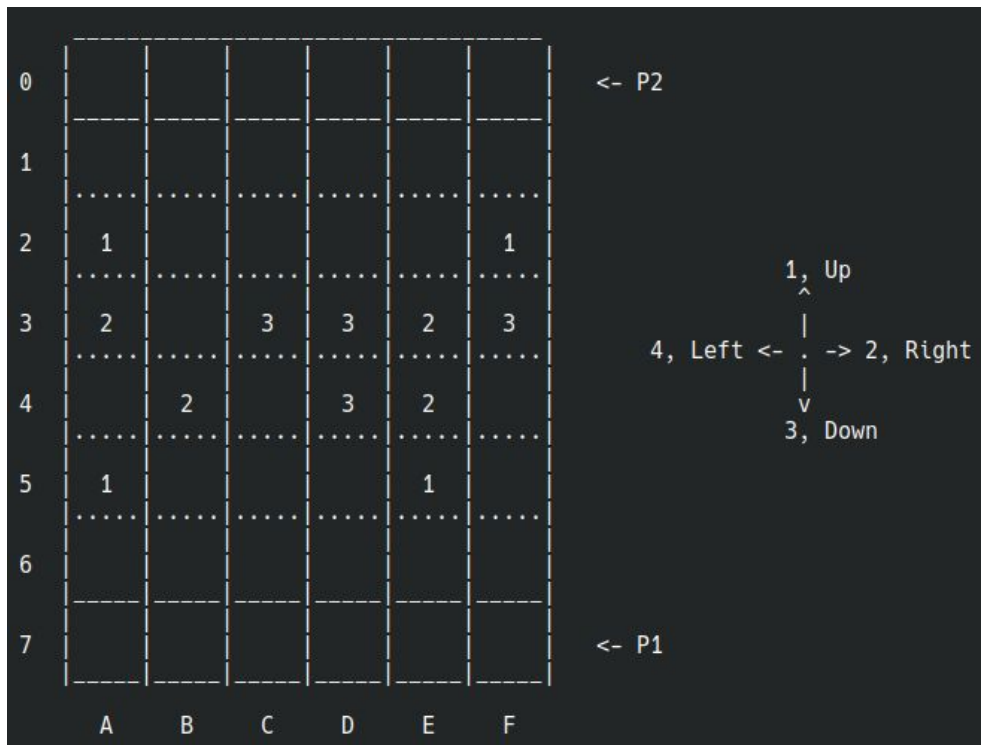 0 <- P2
1
2 1 1
1, Up
^
3 2 3 3 2 3 |
4, Left <- . -> 2, Right
|
4 2 3 2 v
3, Down
5 1 1
6
7 <- P1
A B C D E F